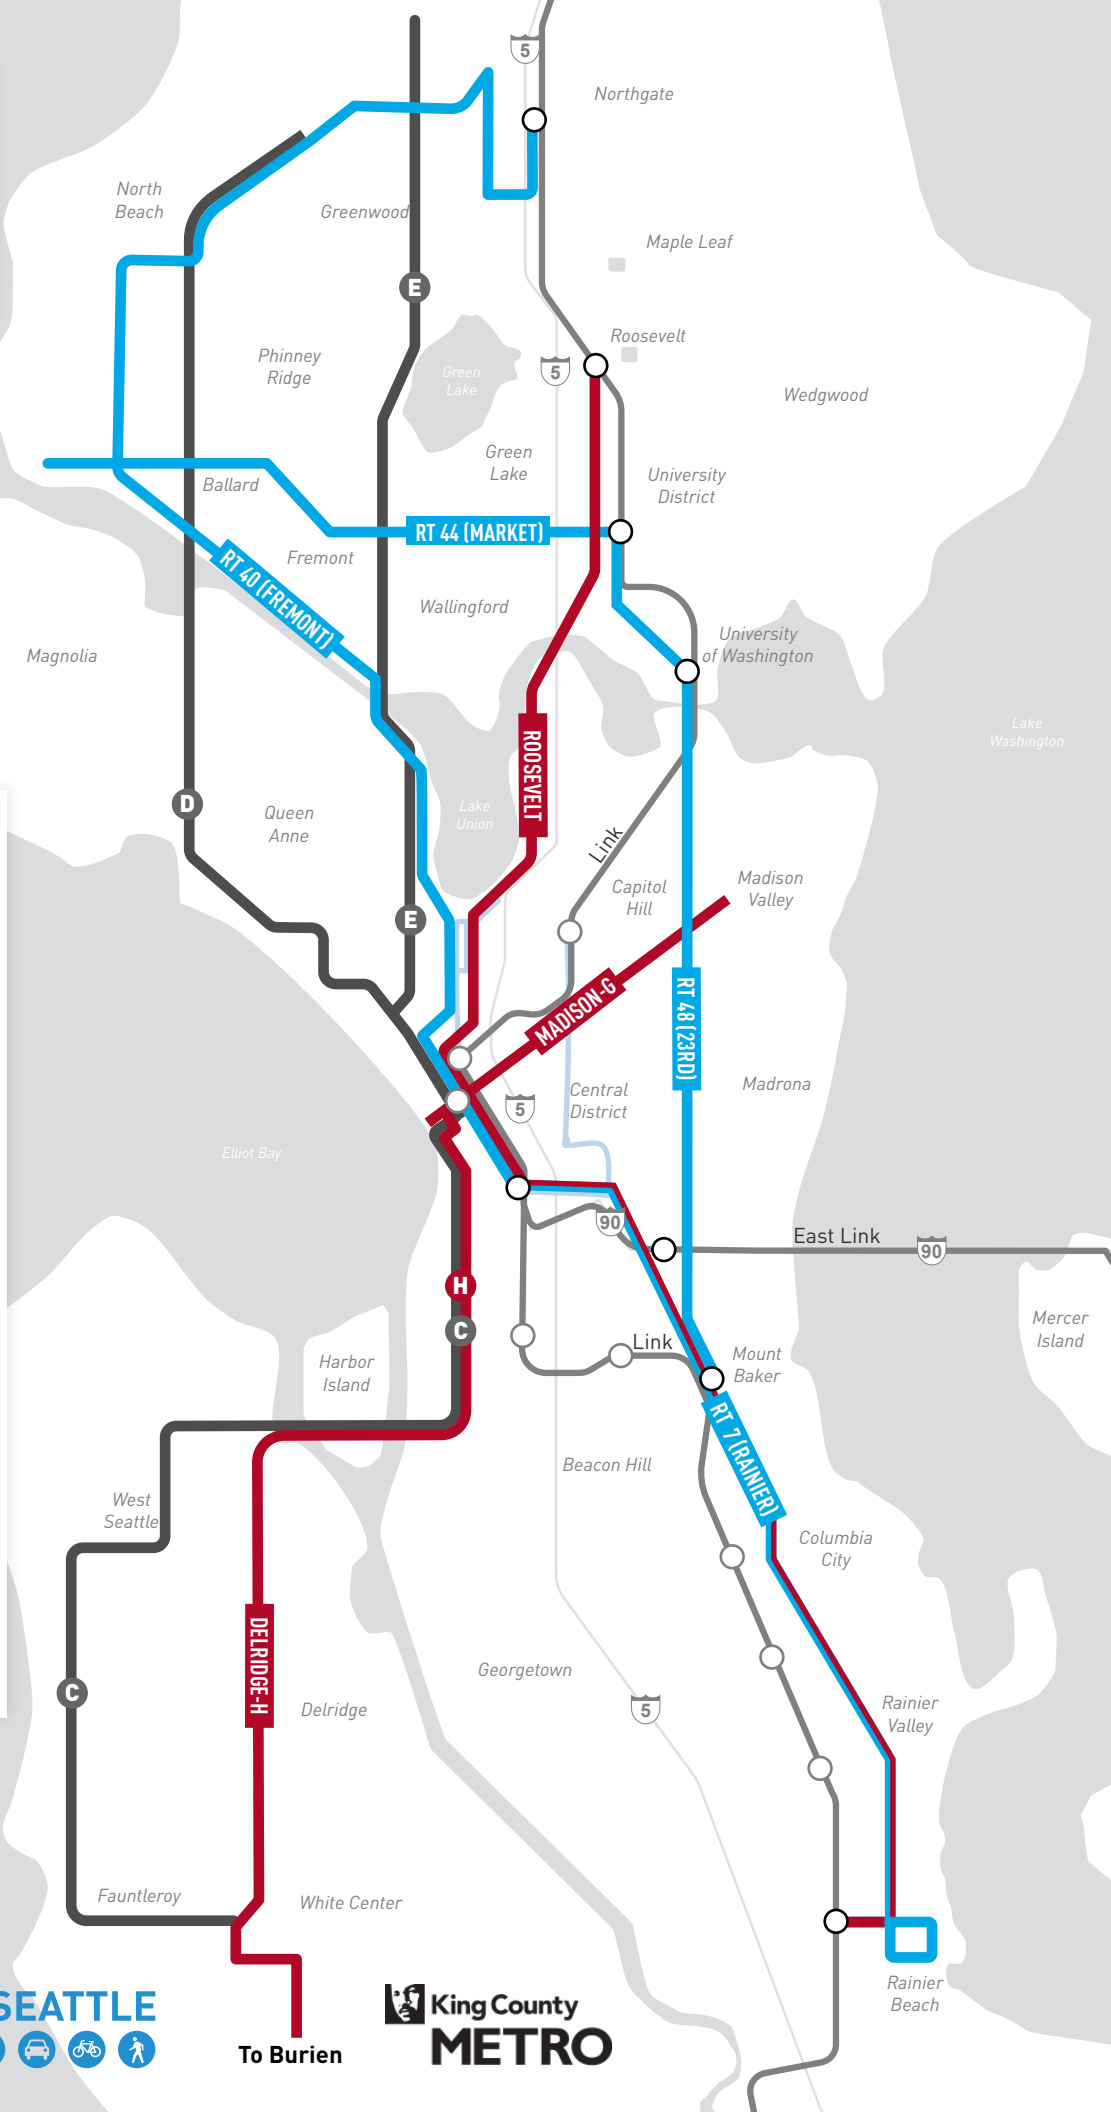 5
Northgate
North
Beach
Greenwood
Maple Leaf
E
Roosevelt
Phinney
Ridge
Green
Lake
5
Wedgwood
Green
Lake
University
District
Ballard
RT 44 (MARKET)
Fremont
RT 40 (FREMONT)
Wallingford
University
of Washington
Magnolia
Lake
Washington
ROOSEVELT
D
Queen
Anne
Lake
Union
Link
Capitol
Hill
Madison
Valley
E
MADISON-G
RT 48 (23RD)
Central
District
Madrona
5
Elliot Bay
90
East Link
90
H
C
Link
Mercer
Island
Harbor
Island
Mount
Baker
RT 7 (RAINIER)
Beacon Hill
West
Seattle
Columbia
City
DELRIDGE-H
Georgetown
C
Delridge
5
Rainier
Valley
Fauntleroy
White Center
Rainier
Beach
SEATTLE
King County
METRO
To Burien